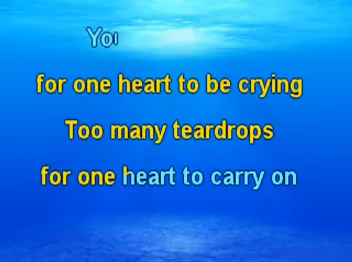 for one heart to be crying
Too many teardrops
for one heart to carry on